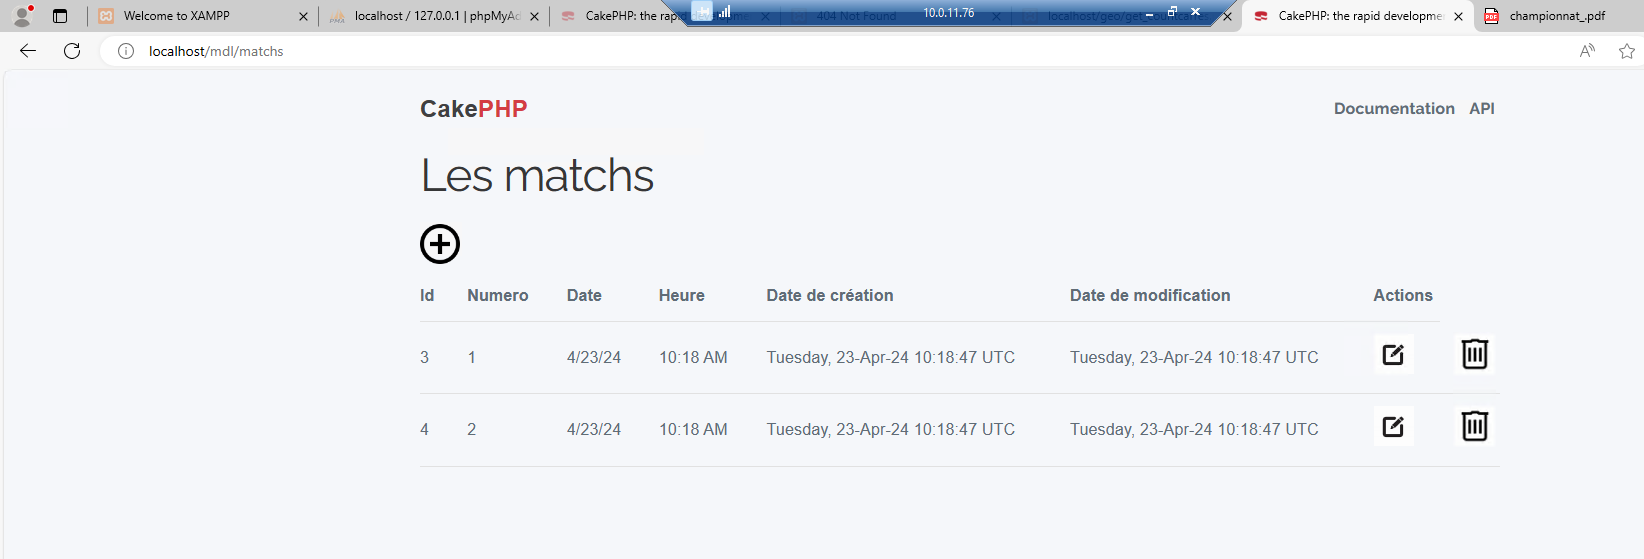 Welcome to XAMPP
localhost / 127.0.0.1 | phpMyAd
CakePHP: the rapid
404 Not Found
10.0.11.76
CakePHP: the rapid developme
championnat_.pdf
localhost/mdl/matchs
CakePHP
Documentation API
Les matchs
Id Numero Date Heure Date de création Date de modification Actions
3 1 4/23/24 10:18 AM Tuesday, 23-Apr-24 10:18:47 UTC Tuesday, 23-Apr-24 10:18:47 UTC
4 2 4/23/24 10:18 AM Tuesday, 23-Apr-24 10:18:47 UTC Tuesday, 23-Apr-24 10:18:47 UTC